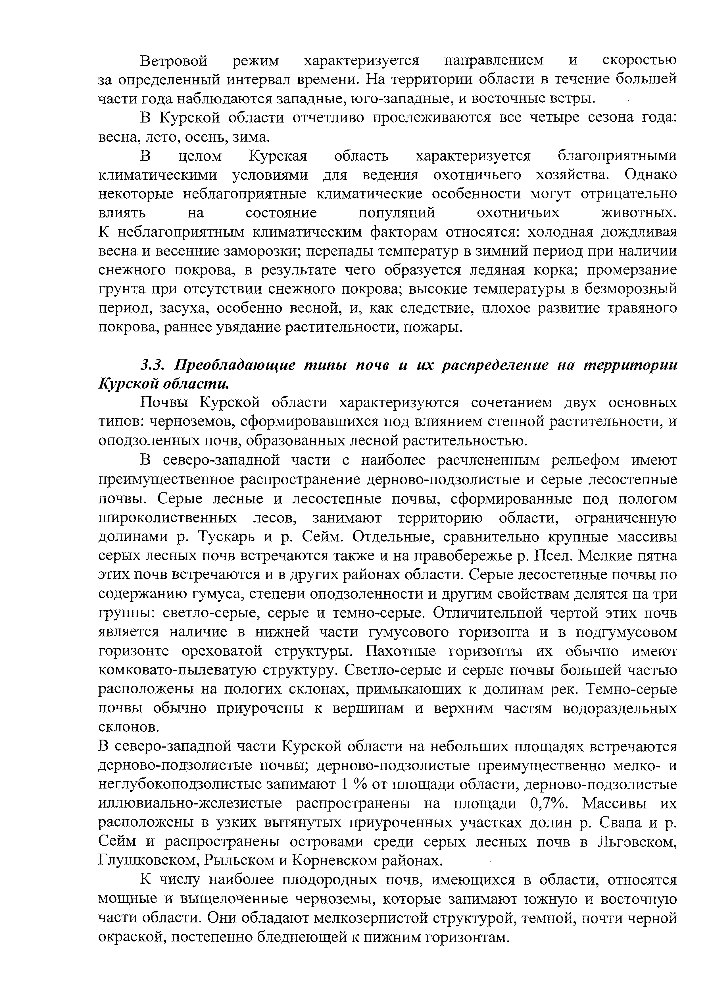 Ветровой режим характеризуется направлением и скоростью
за определенный интервал времени. На территории области в течение большей
части года наблюдаются западные, юго-западные, и восточные ветры.
В Курской области отчетливо прослеживаются все четыре сезона года:
весна, лето, осень, зима.
В целом Курская область характеризуется благоприятными
климатическими условиями для ведения охотничьего хозяйства. Однако
некоторые неблагоприятные климатические особенности могут отрицательно
влиять на состояние популяций охотничьих животных.
К неблагоприятным климатическим факторам относятся: холодная дождливая
весна и весенние заморозки; перепады температур в зимний период при наличии
снежного покрова, в результате чего образуется ледяная корка; промерзание
грунта при отсутствии снежного покрова; высокие температуры в безморозный
период, засуха, особенно весной, и, как следствие, плохое развитие травяного
покрова, раннее увядание растительности, пожары.
3.3. Преобладающие типы почв и их распределение на территории
Курской области.
Почвы Курской области характеризуются сочетанием двух основных
типов: черноземов, сформировавшихся под влиянием степной растительности, и
оподзоленных почв, образованных лесной растительностью.
В северо-западной части с наиболее расчлененным рельефом имеют
преимущественное распространение дерново-подзолистые и серые лесостепные
почвы. Серые лесные и лесостепные почвы, сформированные под пологом
широколиственных лесов, занимают территорию области, ограниченную
долинами р. Тускарь и р. Сейм. Отдельные, сравнительно крупные массивы
серых лесных почв встречаются также и на правобережье р. Псел. Мелкие пятна
этих почв встречаются и в других районах области. Серые лесостепные почвы по
содержанию гумуса, степени оподзоленности и другим свойствам делятся на три
группы: светло-серые, серые и темно-серые. Отличительной чертой этих почв
является наличие в нижней части гумусового горизонта и в подгумусовом
горизонте ореховатой структуры. Пахотные горизонты их обычно имеют
комковато-пылеватую структуру. Светло-серые и серые почвы большей частью
расположены на пологих склонах, примыкающих к долинам рек. Темно-серые
почвы обычно приурочены к вершинам и верхним частям водораздельных
склонов.
В северо-западной части Курской области на небольших площадях встречаются
дерново-подзолистые почвы; дерново-подзолистые преимущественно мелко- и
неглубокоподзолистые занимают 1 % от площади области, дерново-подзолистые
иллювиально-железистые распространены на площади 0,7%. Массивы их
расположены в узких вытянутых приуроченных участках долин р. Свапа и р.
Сейм и распространены островами среди серых лесных почв в Льговском,
Глушковском, Рыльском и Корневском районах.
К числу наиболее плодородных почв, имеющихся в области, относятся
мощные и выщелоченные черноземы, которые занимают южную и восточную
части области. Они обладают мелкозернистой структурой, темной, почти черной
окраской, постепенно бледнеющей к нижним горизонтам.